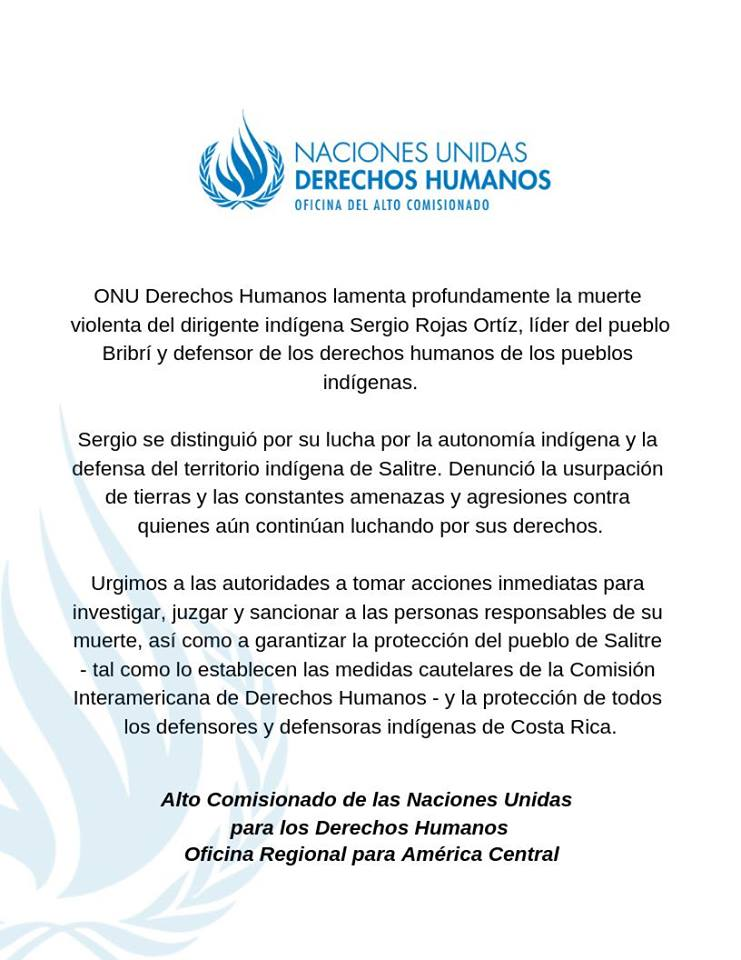 NACIONES UNIDAS
DERECHOS HUMANOS
OFICINA DEL ALTO COMISIONADO
ONU Derechos Humanos lamenta profundamente la muerte
violenta del dirigente indígena Sergio Rojas Ortíz, líder del pueblo
Bribrí y defensor de los derechos humanos de los pueblos
indígenas.
Sergio se distinguió por su lucha por la autonomía indígena y la
defensa del territorio indígena de Salitre. Denunció la usurpación
de tierras y las constantes amenazas y agresiones contra
quienes aún continúan luchando por sus derechos.
Urgimos a las autoridades a tomar acciones inmediatas para
investigar, juzgar y sancionar a las personas responsables de su
muerte, así como a garantizar la protección del pueblo de Salitre
- tal como lo establecen las medidas cautelares de la Comisión
Interamericana de Derechos Humanos - y la protección de todos
los defensores y defensoras indígenas de Costa Rica.
Alto Comisionado de las Naciones Unidas
para los Derechos Humanos
Oficina Regional para América Central